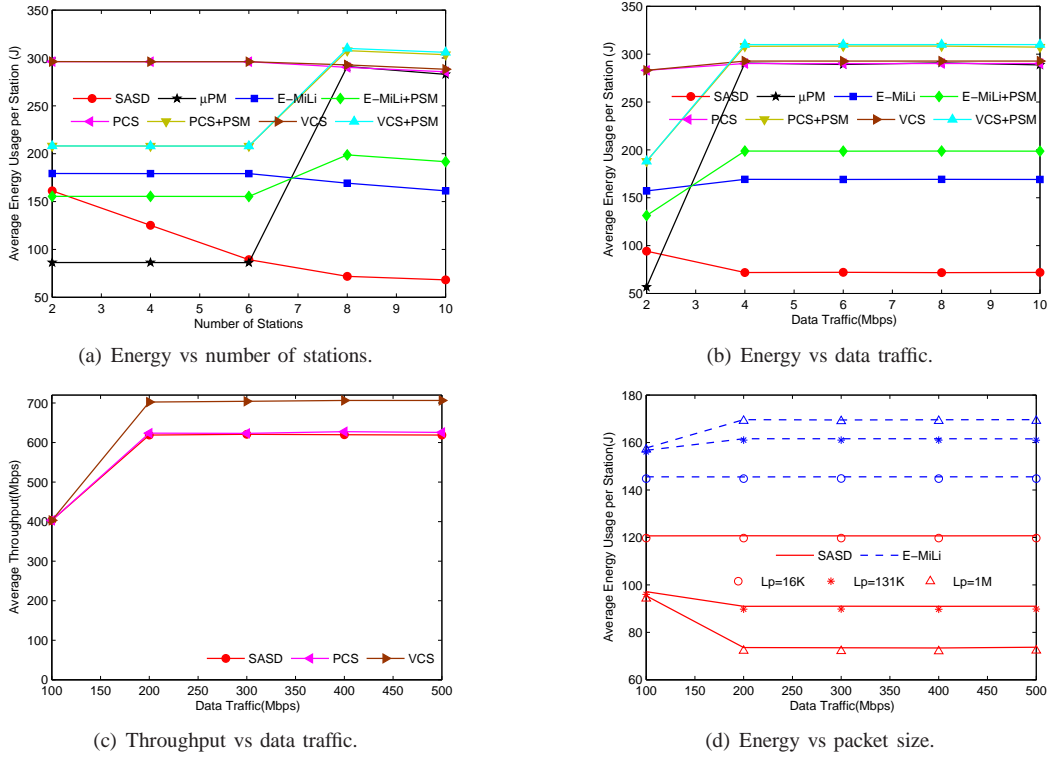 350
300
250
200
150
100
50
Average Energy Usage per Station (J)
SASD μPM E−MiLi E−MiLi+PSM
PCS PCS+PSM VCS VCS+PSM
2 3 4 5 6 7 8 9 10
Number of Stations
(a) Energy vs number of stations.
350
300
250
200
150
100
50
Average Energy Usage per Station (J)
SASD μPM E−MiLi E−MiLi+PSM
PCS PCS+PSM VCS VCS+PSM
2 3 4 5 6 7 8 9 10
Data Traffic(Mbps)
(b) Energy vs data traffic.
700
600
500
400
300
200
100
0
Average Throughput(Mbps)
SASD PCS VCS
100 150 200 250 300 350 400 450 500
Data Traffic(Mbps)
(c) Throughput vs data traffic.
180
160
140
120
100
80
60
Average Energy Usage per Station(J)
SASD E−MiLi
Lp=16K Lp=131K Lp=1M
100 150 200 250 300 350 400 450 500
Data Traffic(Mbps)
(d) Energy vs packet size.